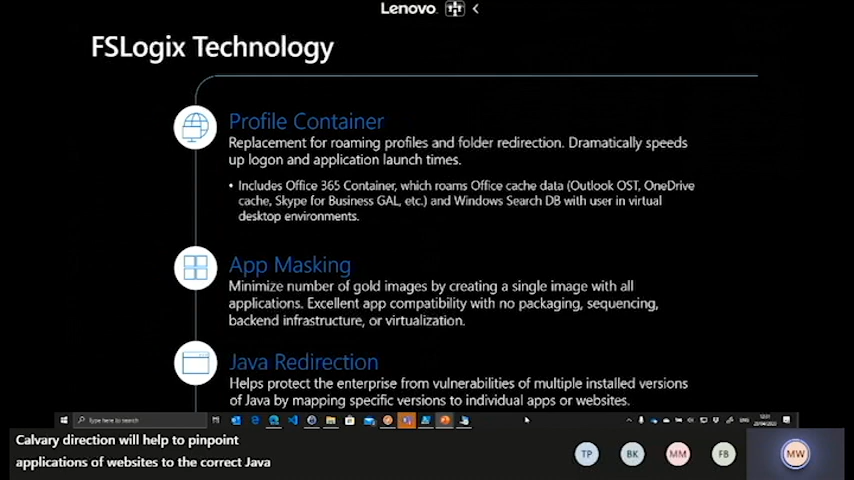 Lenovo
FSLogix Technology
Profile Container
Replacement for roaming profiles and folder redirection. Dramatically speeds
up logon and application launch times.
• Includes Office 365 Container, which roams Office cache data (Outlook OST, OneDrive
cache, Skype for Business GAL, etc.) and Windows Search DB with user in virtual
desktop environments.
App Masking
Minimize number of gold images by creating a single image with all
applications. Excellent app compatibility with no packaging, sequencing,
backend infrastructure, or virtualization.
Java Redirection
Helps protect the enterprise from vulnerabilities of multiple installed versions
of Java by mapping specific versions to individual apps or websites.
Type here to search
Calvary direction will help to pinpoint
applications of websites to the correct Java
TP
BK
MM
FB
MW